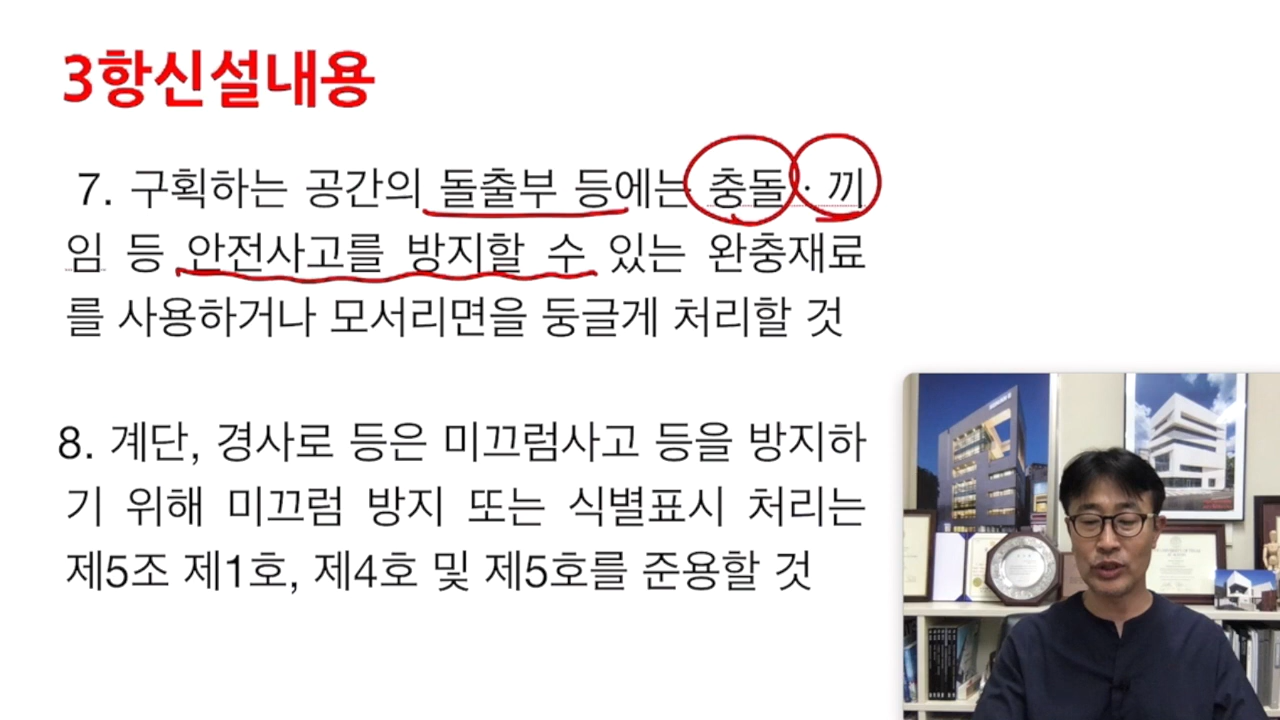 3항신설내용
7. 구획하는 공간의 돌출부 등에는 충돌 · 끼
임 등 안전사고를 방지할 수 있는 완충재료
를 사용하거나 모서리면을 둥글게 처리할 것
8. 계단, 경사로 등은 미끄럼사고 등을 방지하
기 위해 미끄럼 방지 또는 식별표시 처리는
제5조 제1호, 제4호 및 제5호를 준용할 것